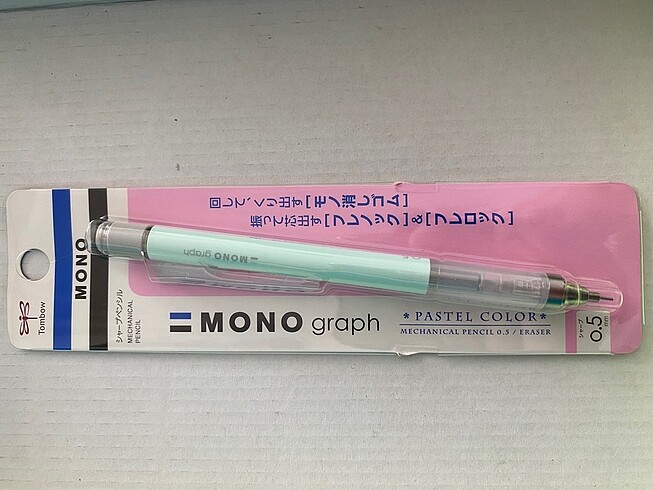 回して、くり出す[モノ消しゴム]
振って芯出す[フレノック]&[フレロック]
MONO
Tombow
シャープペンシル
MECHANICAL
PENCIL
MONO graph
MONO graph
* PASTEL COLOR *
MECHANICAL PENCIL 0.5 / ERASER
シャープ
0.5
mm